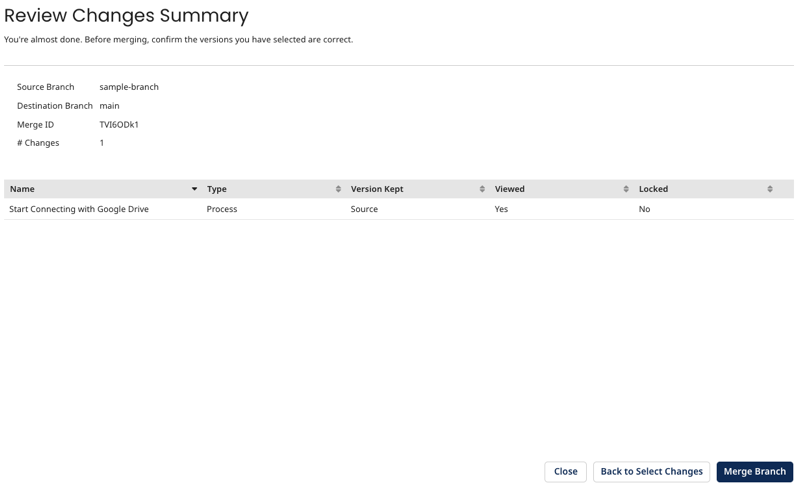 Review Changes Summary
You're almost done. Before merging, confirm the versions you have selected are correct.
Source Branch sample-branch
Destination Branch main
Merge ID TVI6ODk1
# Changes 1
Name Type Version Kept Viewed Locked
Start Connecting with Google Drive Process Source Yes No
Close Back to Select Changes Merge Branch